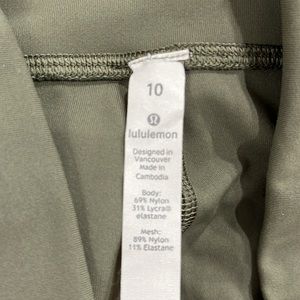 10
lululemon
Designed in
Vancouver
Made in
Cambodia
Body:
69% Nylon
31% Lycra®
elastane
Mesh:
89% Nylon
11% Elastane